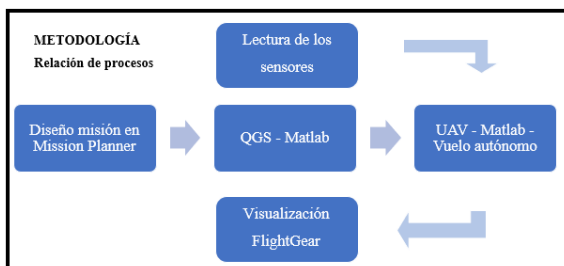 METODOLOGÍA
Relación de procesos
Lectura de los
sensores
Diseño misión en
Mission Planner
QGS - Matlab
UAV - Matlab -
Vuelo autónomo
Visualización
FlightGear